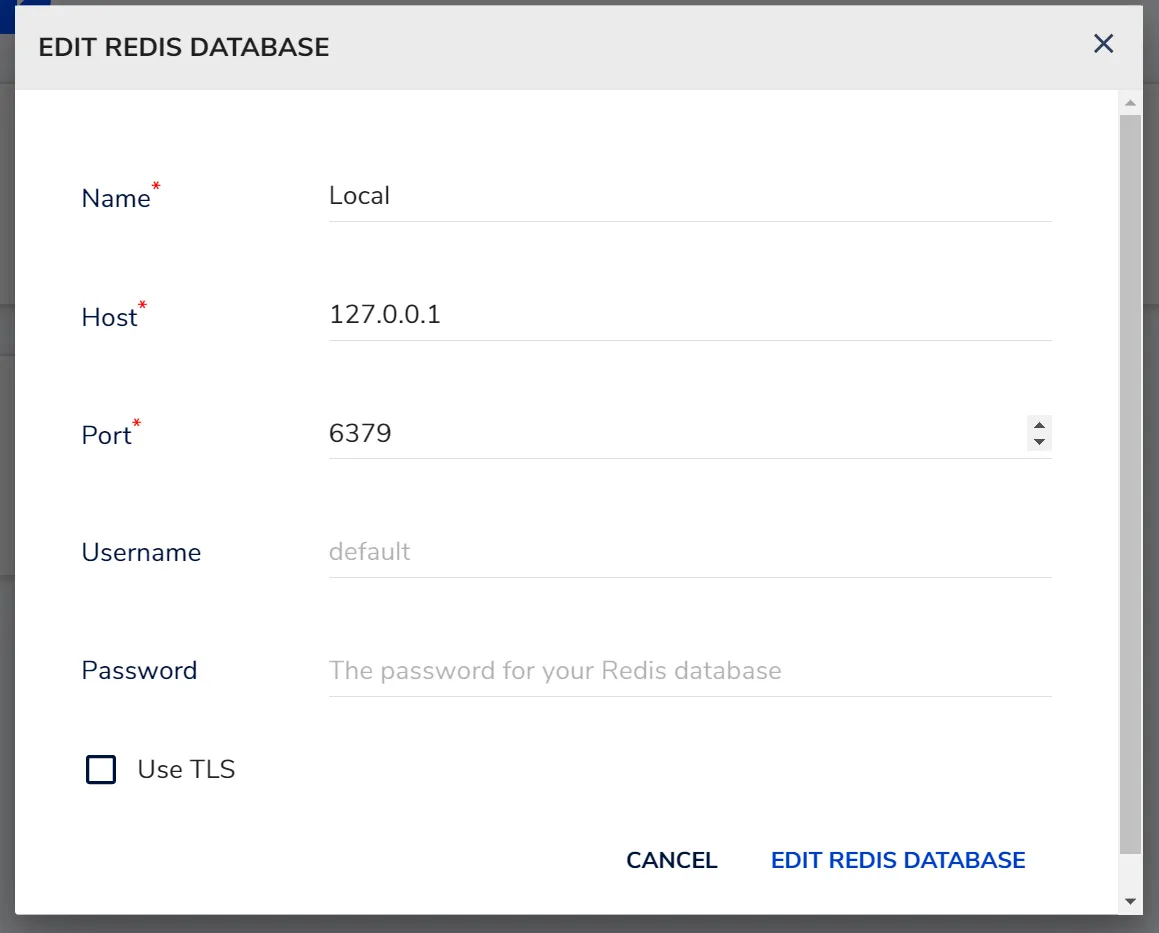 EDIT REDIS DATABASE
Name* Local
Host* 127.0.0.1
Port* 6379
Username default
Password The password for your Redis database
Use TLS
CANCEL EDIT REDIS DATABASE